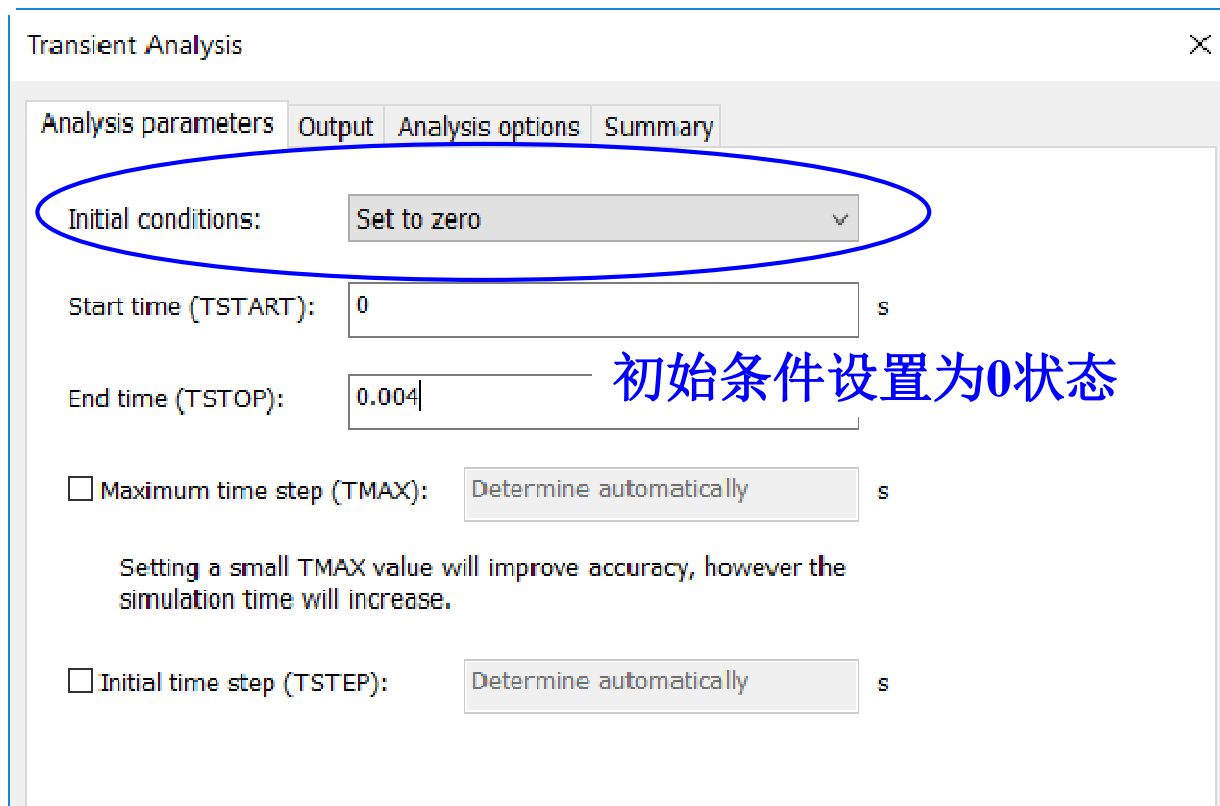 Transient Analysis
Analysis parameters Output Analysis options Summary
Initial conditions: Set to zero
Start time (TSTART): 0 s
初始条件设置为0状态
End time (TSTOP): 0.004
Maximum time step (TMAX): Determine automatically s
Setting a small TMAX value will improve accuracy, however the
simulation time will increase.
Initial time step (TSTEP): Determine automatically s